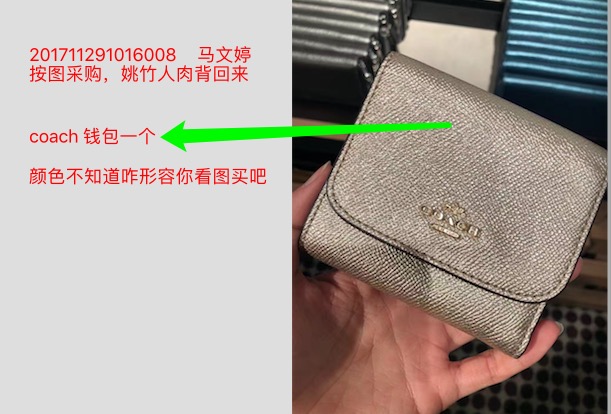 201711291016008 马文婷
按图采购，姚竹人肉背回来
coach 钱包一个
颜色不知道咋形容你看图买吧
COACH